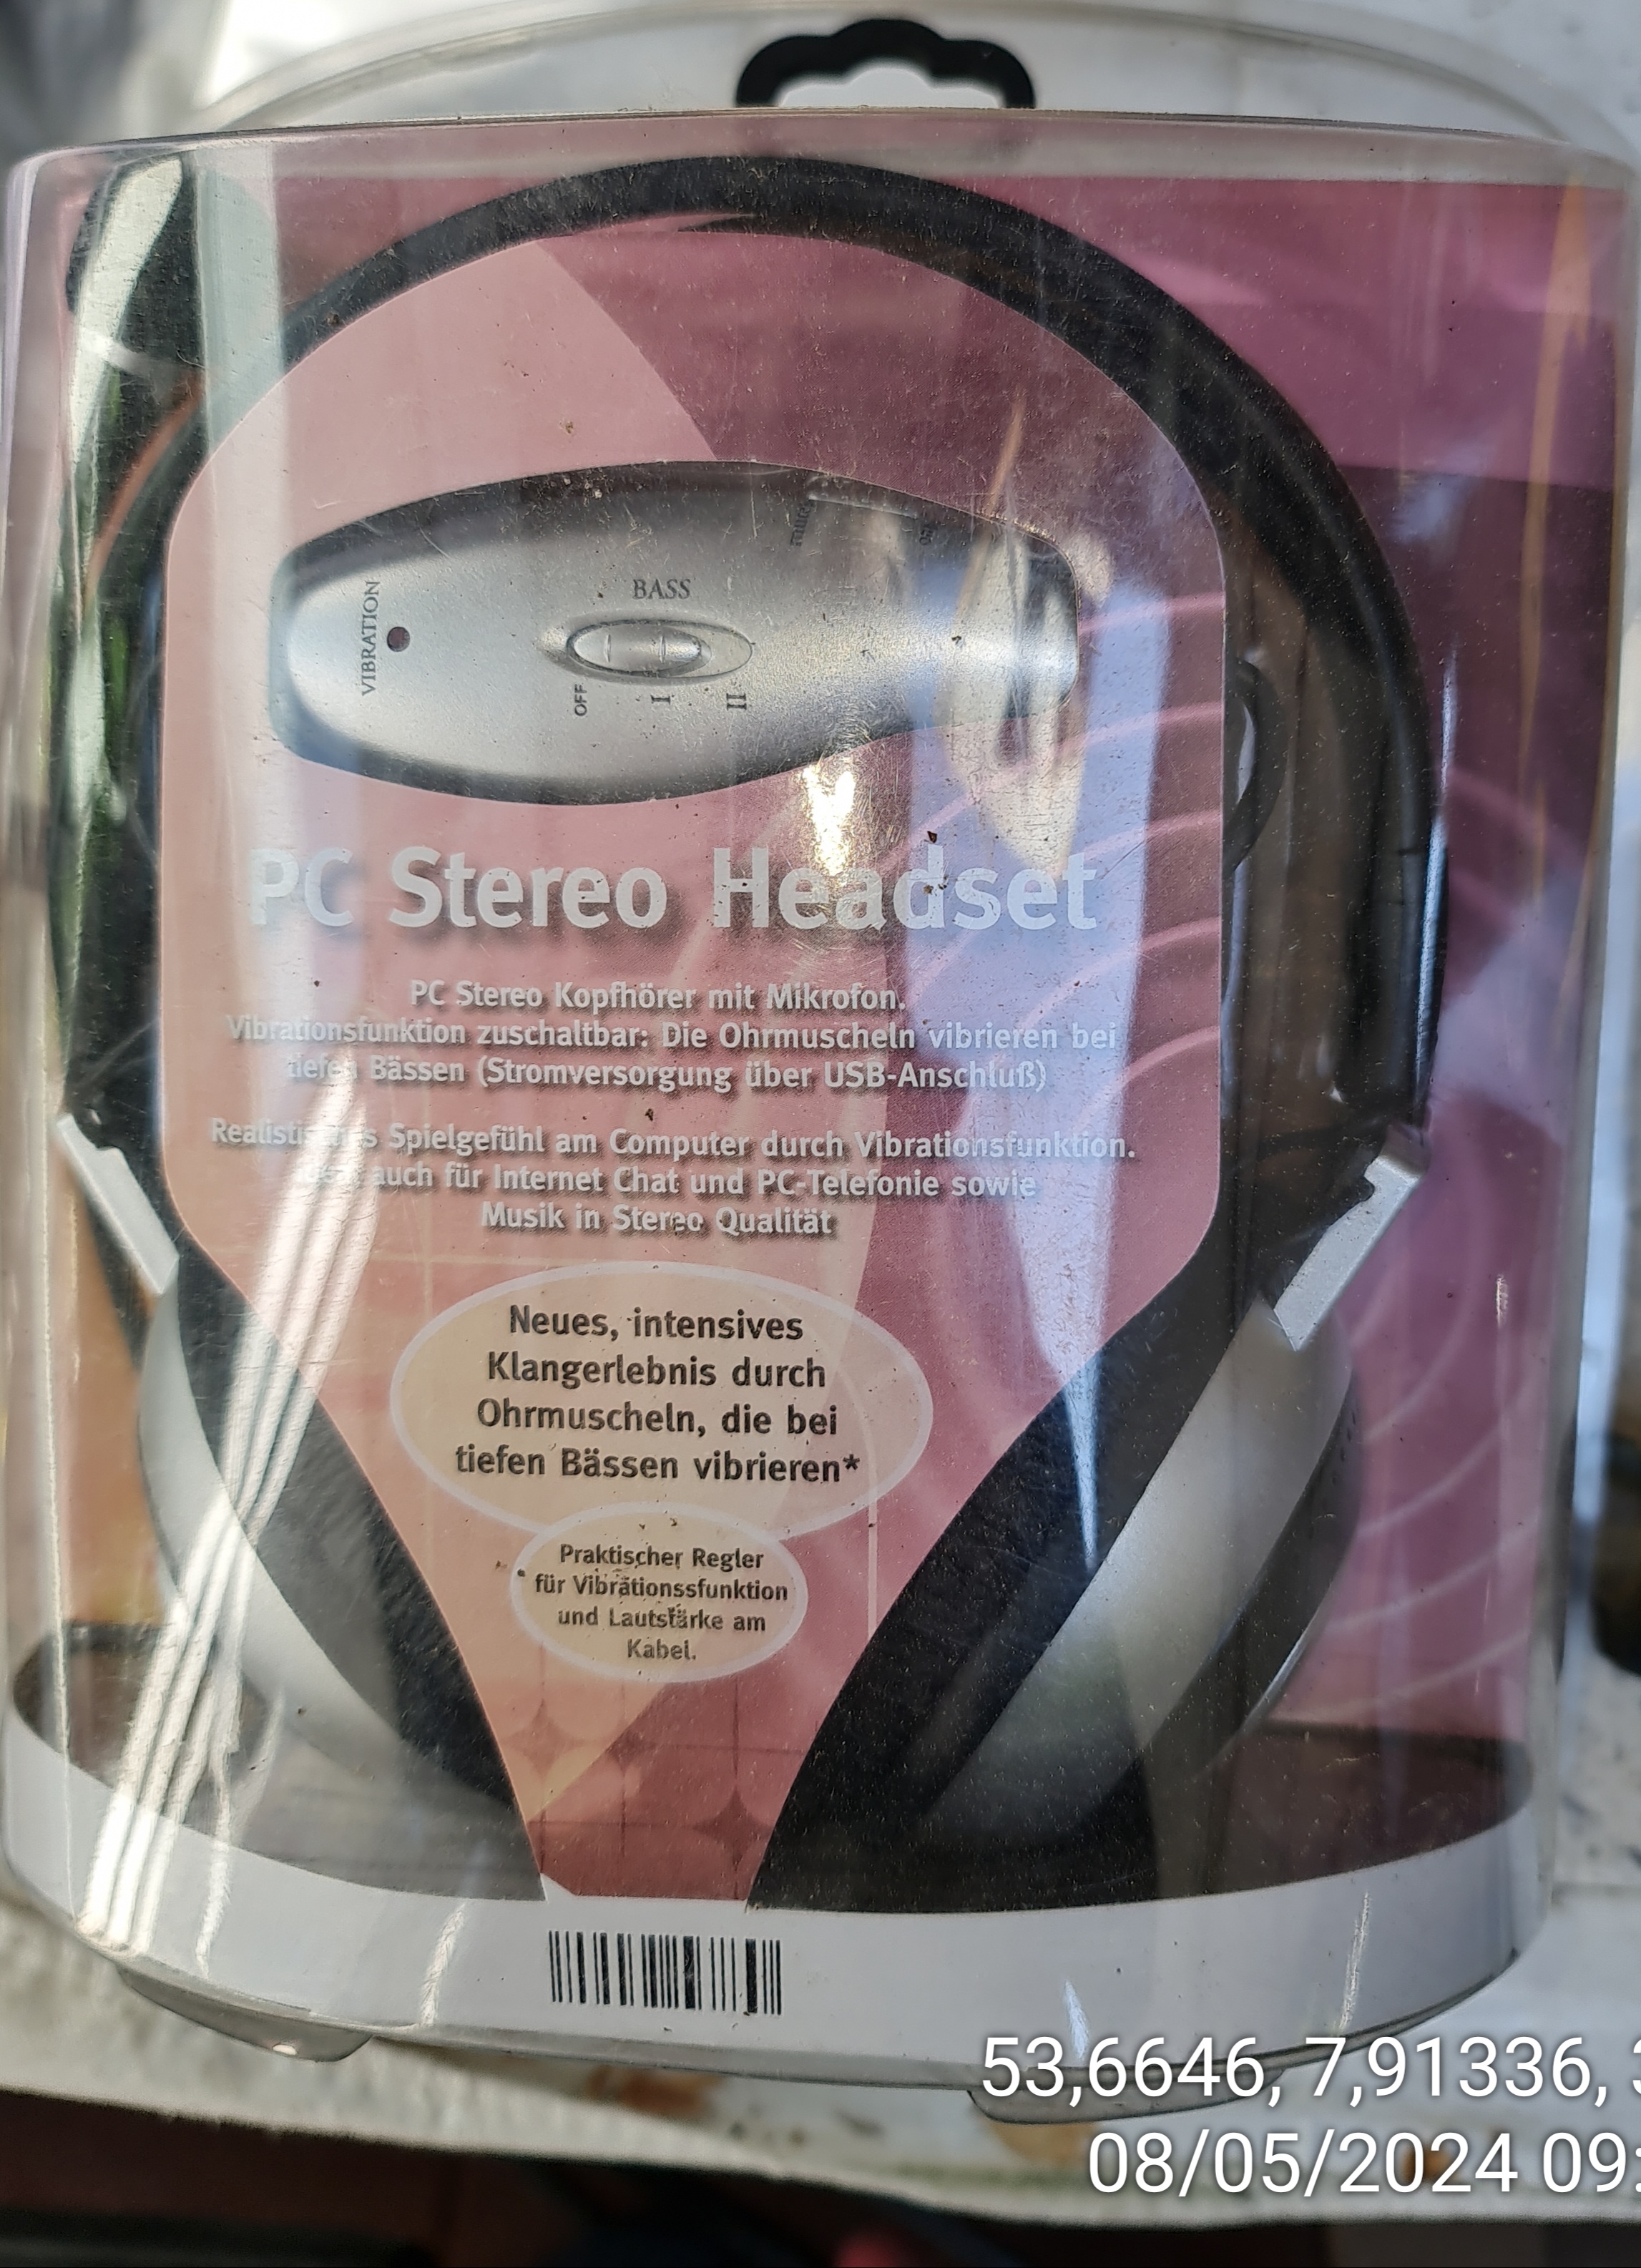 VIBRATION
BASS
OFF
I
II
PC Stereo Headset
PC Stereo Kopfhörer mit Mikrofon.
Vibrationsfunktion zuschaltbar: Die Ohrmuscheln vibrieren bei
tiefen Bässen (Stromversorgung über USB-Anschluß)
Spielgefühl am Computer durch Vibrationsfunktion.
auch für Internet Chat und PC-Telefonie sowie
Musik in Stereo Qualität
Neues, intensives
Klangerlebnis durch
Ohrmuscheln, die bei
tiefen Bässen vibrieren*
Praktischer Regler
für Vibrationssfunktion
und Lautstärke am
Kabel.
53,6646, 7,91336, 3
08/05/2024 09: